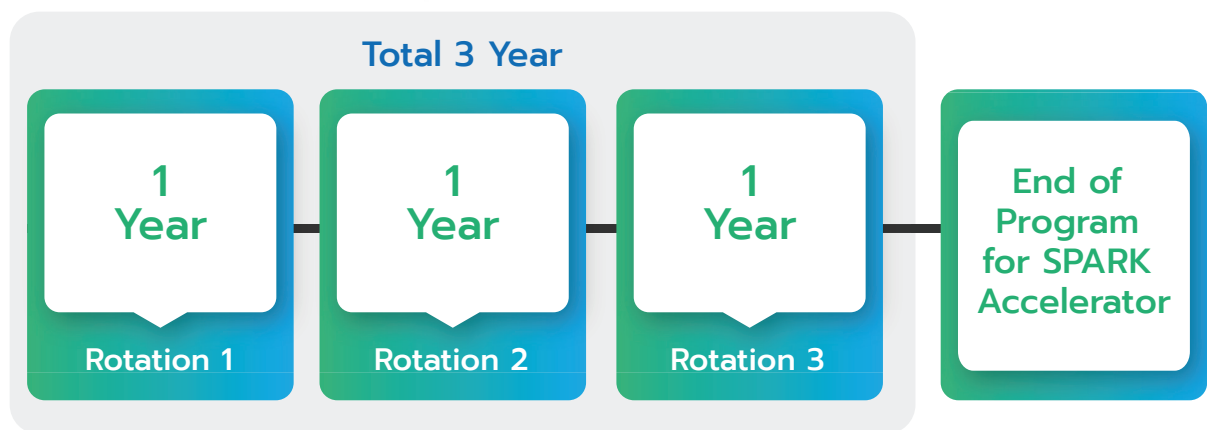 Total 3 Year
1
Year
Rotation 1
1
Year
Rotation 2
1
Year
Rotation 3
End of
Program
for SPARK
Accelerator